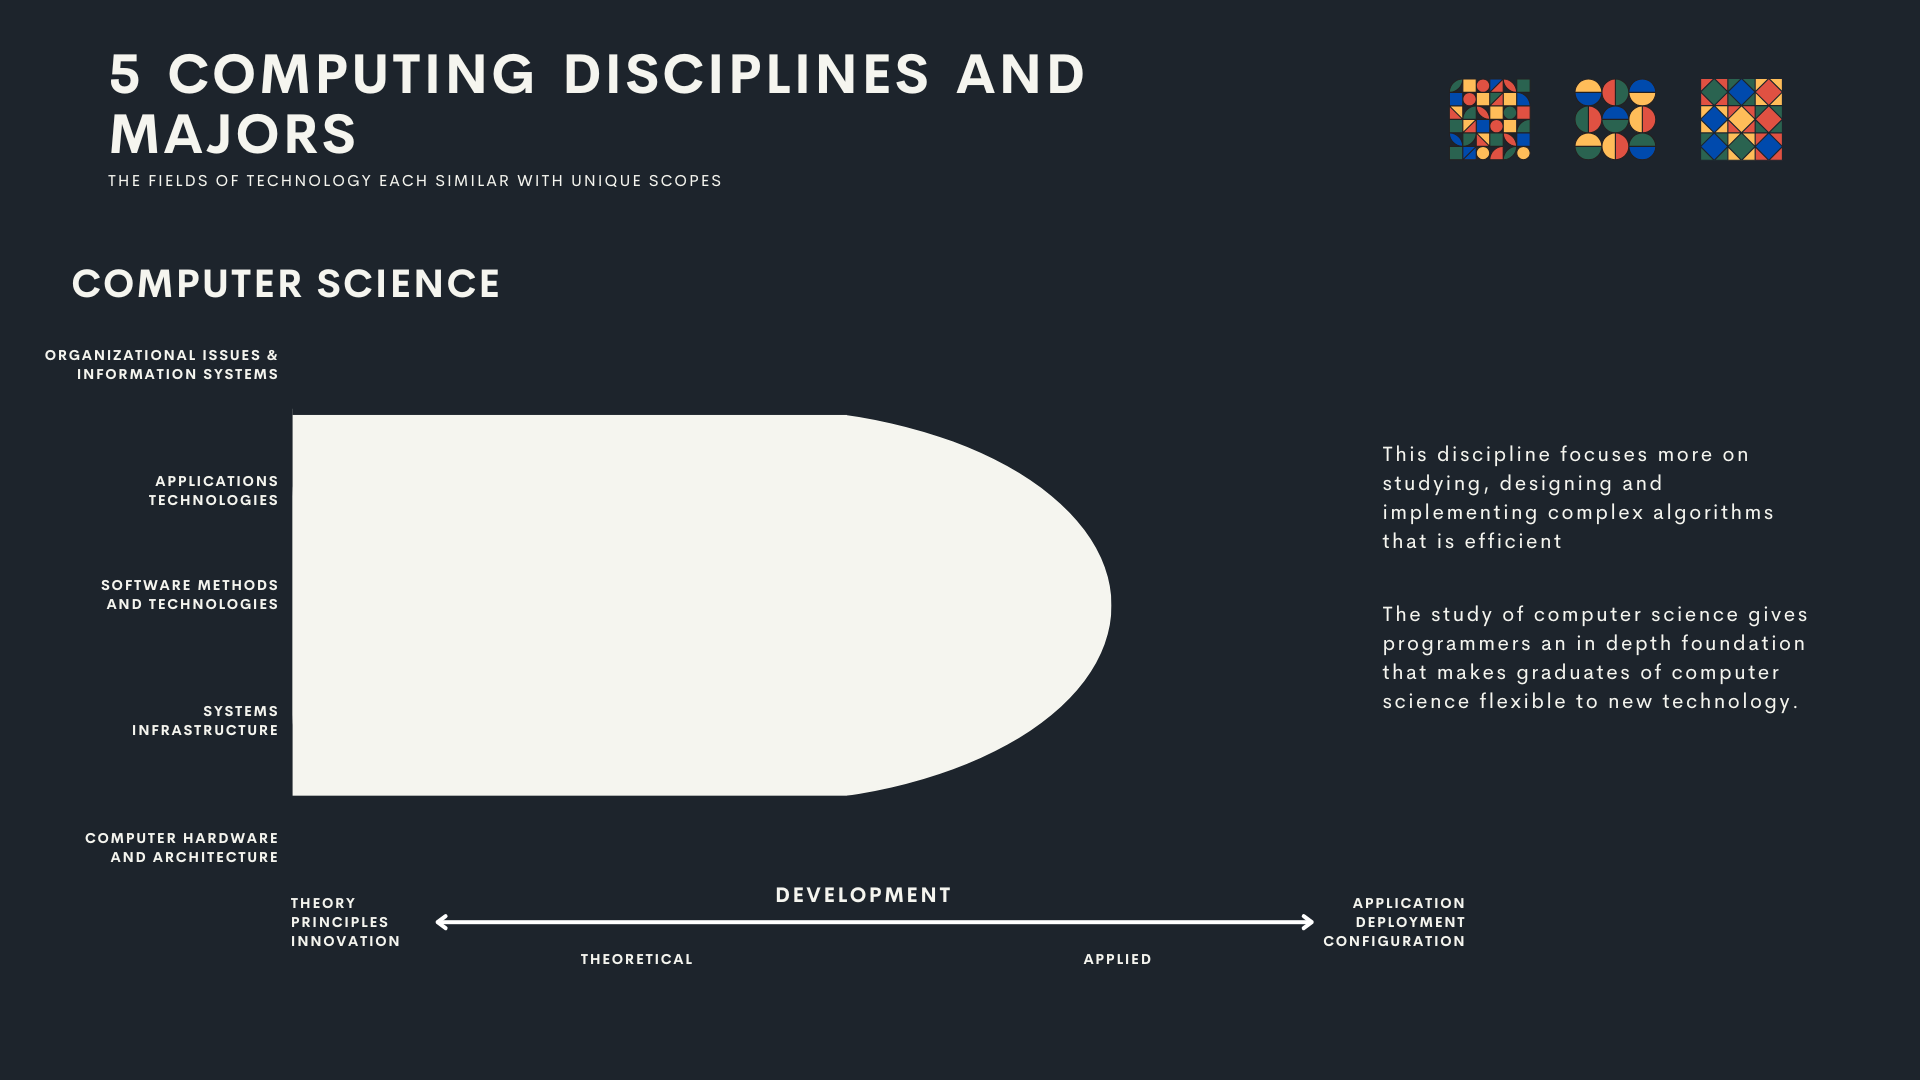 5 COMPUTING DISCIPLINES AND
MAJORS
THE FIELDS OF TECHNOLOGY EACH SIMILAR WITH UNIQUE SCOPES
COMPUTER SCIENCE
ORGANIZATIONAL ISSUES &
INFORMATION SYSTEMS
APPLICATIONS
TECHNOLOGIES
SOFTWARE METHODS
AND TECHNOLOGIES
SYSTEMS
INFRASTRUCTURE
COMPUTER HARDWARE
AND ARCHITECTURE
This discipline focuses more on
studying, designing and
implementing complex algorithms
that is efficient
The study of computer science gives
programmers an in depth foundation
that makes graduates of computer
science flexible to new technology.
DEVELOPMENT
THEORY
PRINCIPLES
INNOVATION
APPLICATION
DEPLOYMENT
CONFIGURATION
THEORETICAL
APPLIED